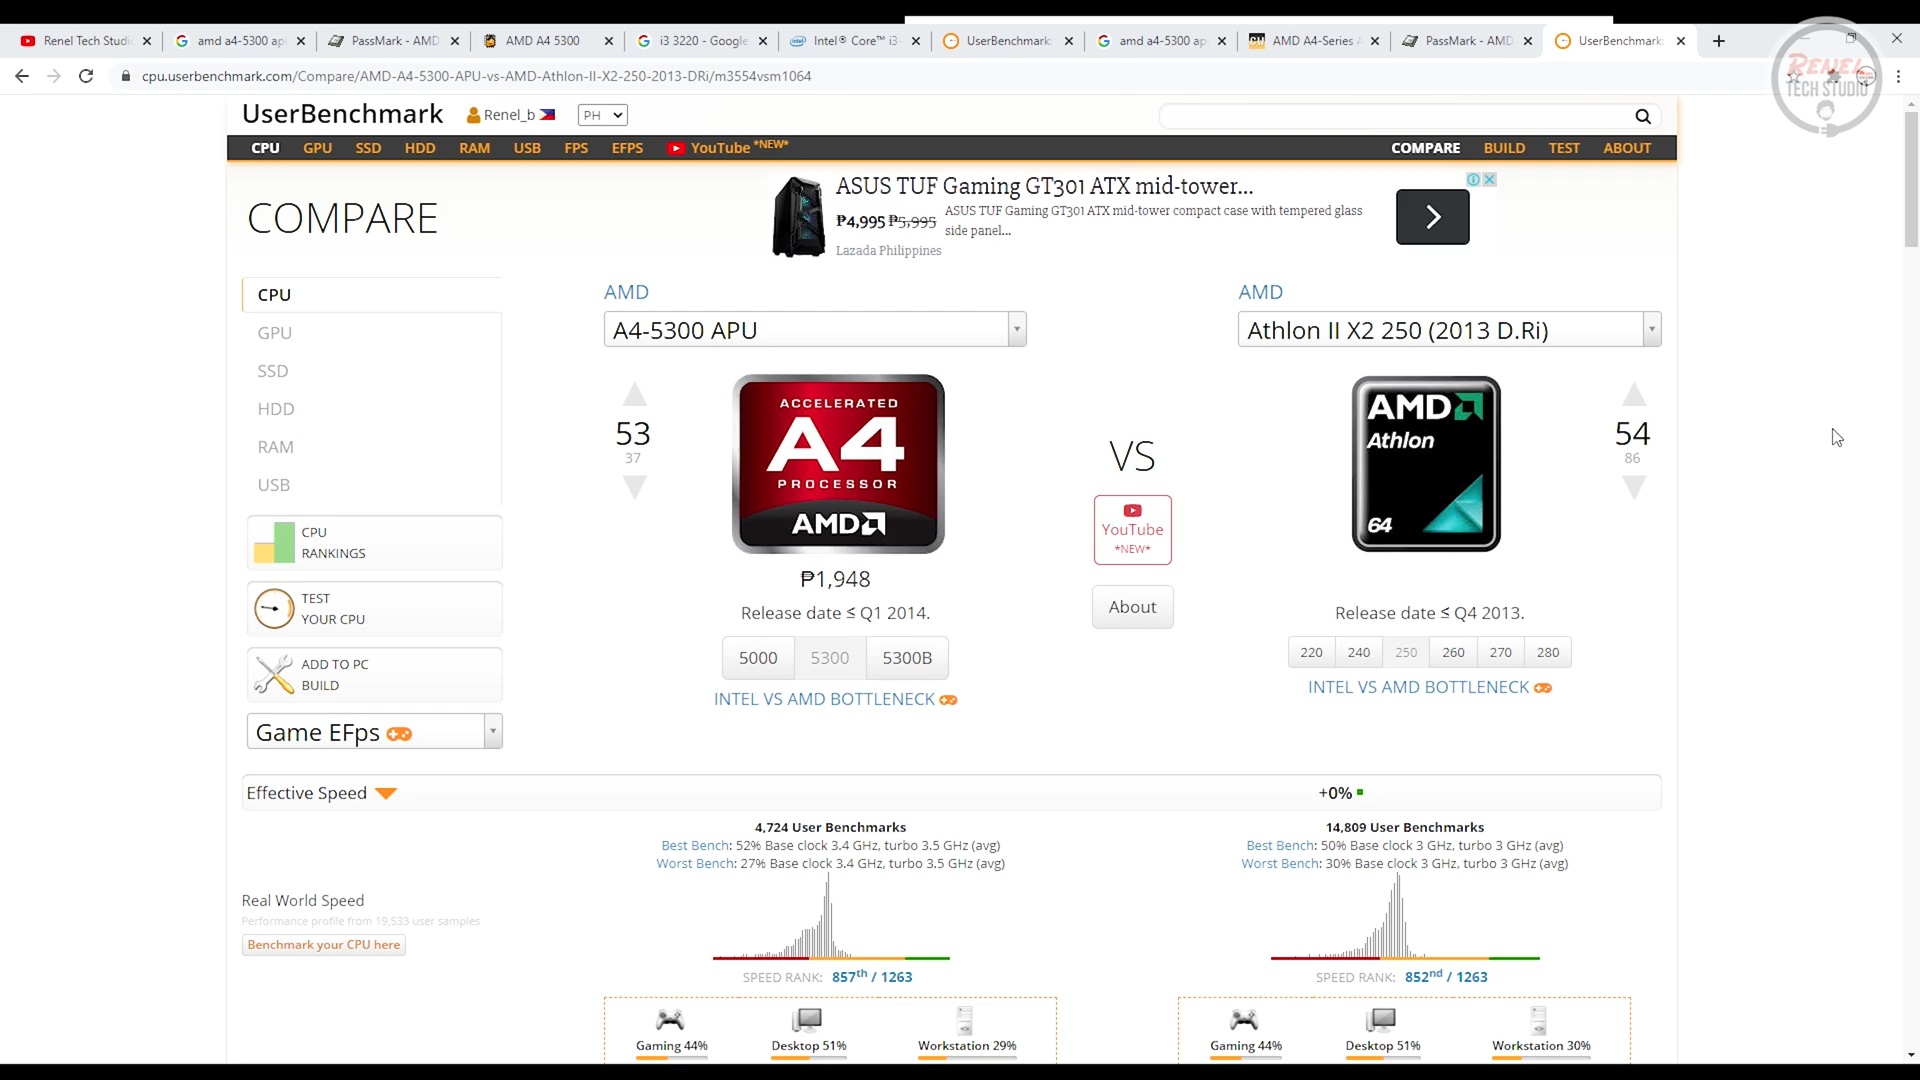 Renel Tech Studi
amd a4-5300 ap
PassMark - AMD
AMD A4 5300
i3 3220 - Google
Intel® Core™ i3-
UserBenchmark
amd a4-5300 ap
AMD A4-Series A
PassMark - AMD
UserBenchmark
cpu.userbenchmark.com/Compare/AMD-A4-5300-APU-vs-AMD-Athlon-II-X2-250-2013-DRi/m3554vsm1064
RENEL
TECH STUDIO
UserBenchmark
Renel_b
PH
CPU GPU SSD HDD RAM USB FPS EFPS YouTube *NEW*
COMPARE BUILD TEST ABOUT
COMPARE
ASUS TUF Gaming GT301 ATX mid-tower...
₱4,995 ₱5,995
ASUS TUF Gaming GT301 ATX mid-tower compact case with tempered glass
side panel...
Lazada Philippines
CPU
GPU
SSD
HDD
RAM
USB
CPU
RANKINGS
TEST
YOUR CPU
ADD TO PC
BUILD
Game EFps
AMD
A4-5300 APU
53
37
ACCELERATED
A4
PROCESSOR
AMD
₱1,948
Release date ≤ Q1 2014.
5000 5300 5300B
INTEL VS AMD BOTTLENECK
VS
YouTube
*NEW*
About
AMD
Athlon II X2 250 (2013 D.Ri)
AMD
Athlon
64
54
86
Release date ≤ Q4 2013.
220 240 250 260 270 280
INTEL VS AMD BOTTLENECK
Effective Speed
+0%
Real World Speed
Performance profile from 19,533 user samples
Benchmark your CPU here
4,724 User Benchmarks
Best Bench: 52% Base clock 3.4 GHz, turbo 3.5 GHz (avg)
Worst Bench: 27% Base clock 3.4 GHz, turbo 3.5 GHz (avg)
SPEED RANK: 857th / 1263
Gaming 44% Desktop 51% Workstation 29%
14,809 User Benchmarks
Best Bench: 50% Base clock 3 GHz, turbo 3 GHz (avg)
Worst Bench: 30% Base clock 3 GHz, turbo 3 GHz (avg)
SPEED RANK: 852nd / 1263
Gaming 44% Desktop 51% Workstation 30%